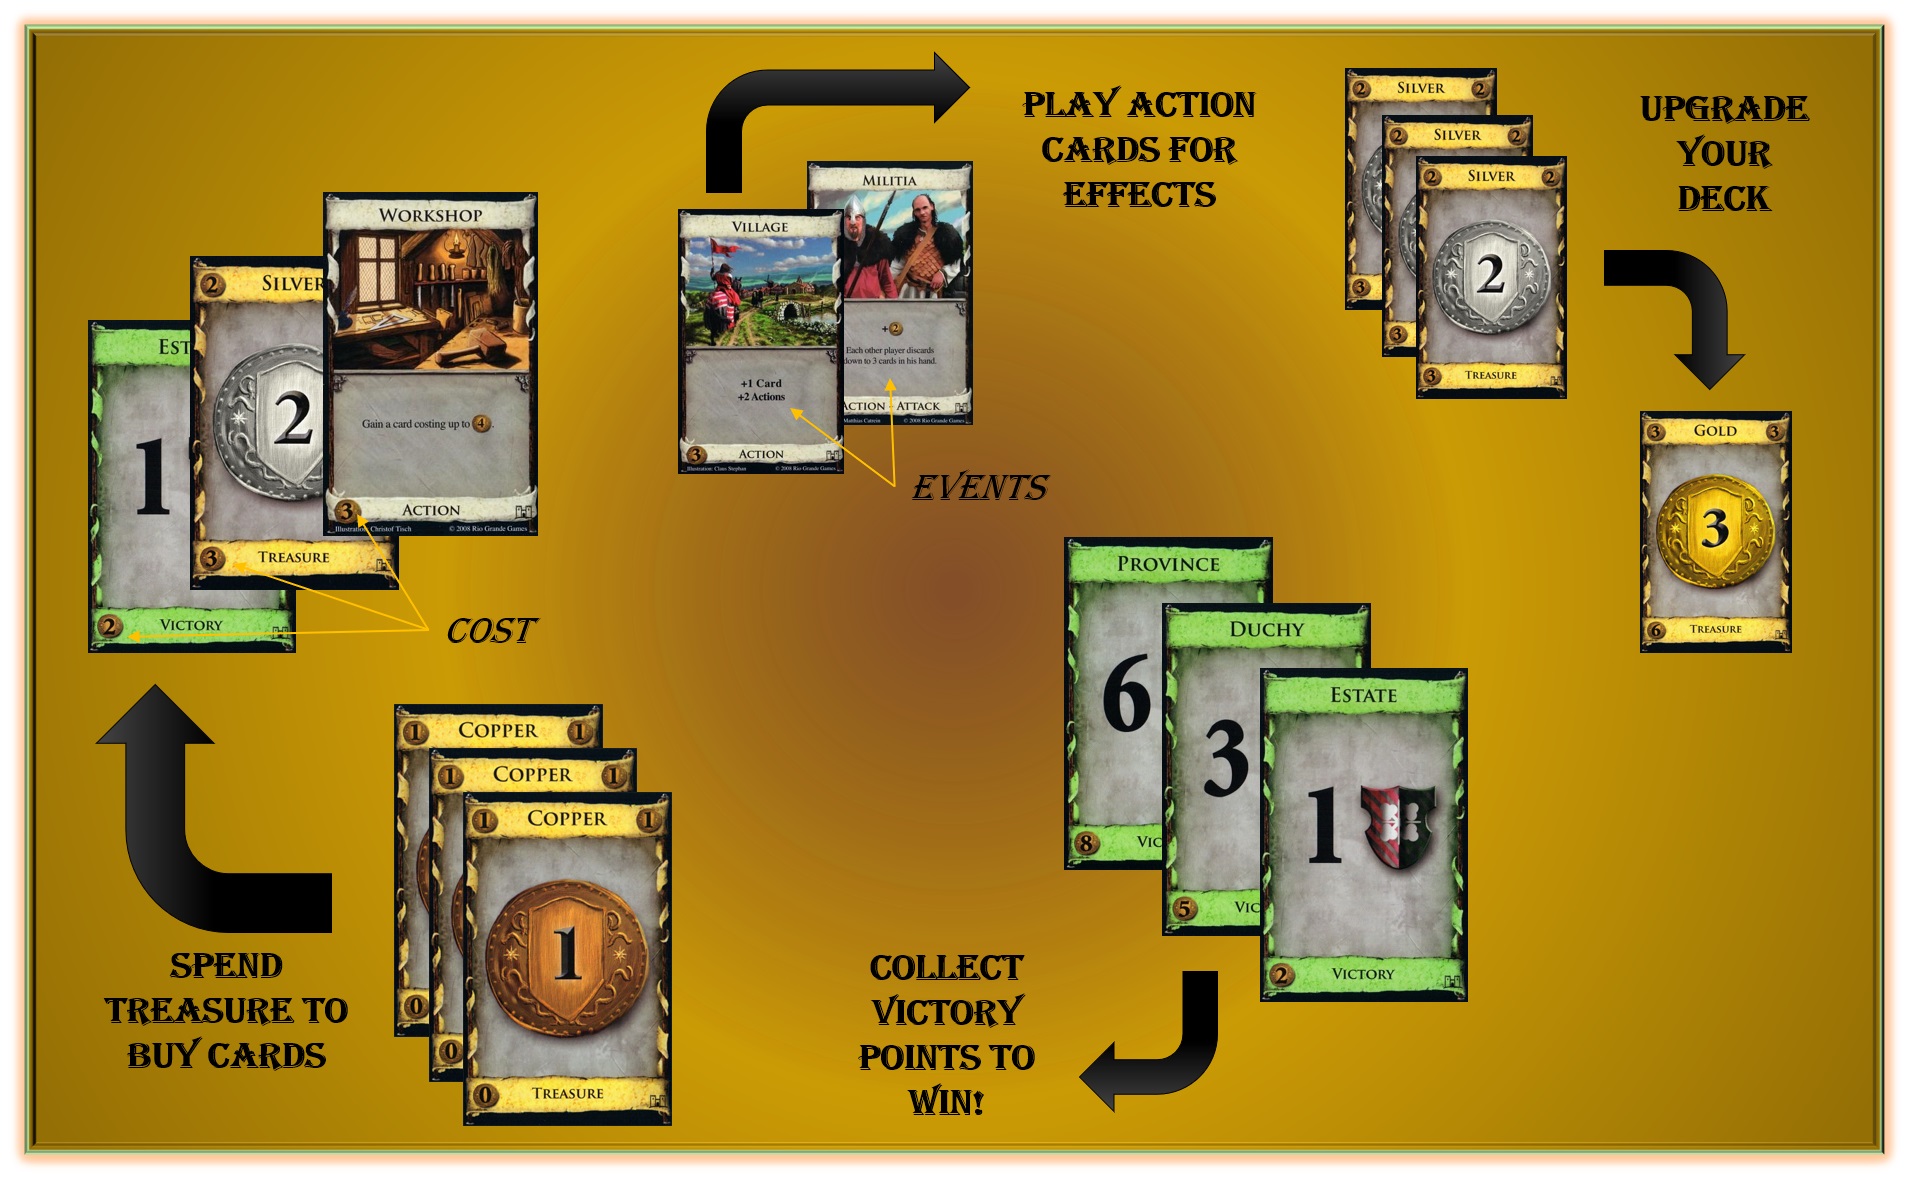 PLAY ACTION
CARDS FOR
EFFECTS
2 SILVER 2
2 SILVER 2
2 SILVER 2
2
3
3
3 TREASURE
UPGRADE
YOUR
DECK
3 GOLD 3
3
6 TREASURE
MILITIA
+2
Each other player discards
down to 3 cards in his hand.
ACTION - ATTACK
© 2008 Rio Grande Games
VILLAGE
+1 Card
+2 Actions
3 ACTION
Illustration: Claus Stephan © 2008 Rio Grande Games
EVENTS
WORKSHOP
Gain a card costing up to 4.
3 ACTION
Illustration: Christof Tisch © 2008 Rio Grande Games
2 SILVER
2
3 TREASURE
EST
1
2 VICTORY
COST
1 COPPER 1
1 COPPER 1
1 COPPER 1
1
0
0
0 TREASURE
SPEND
TREASURE TO
BUY CARDS
PROVINCE
6
8 VIC
DUCHY
3
5 VIC
ESTATE
1
2 VICTORY
COLLECT
VICTORY
POINTS TO
WIN!